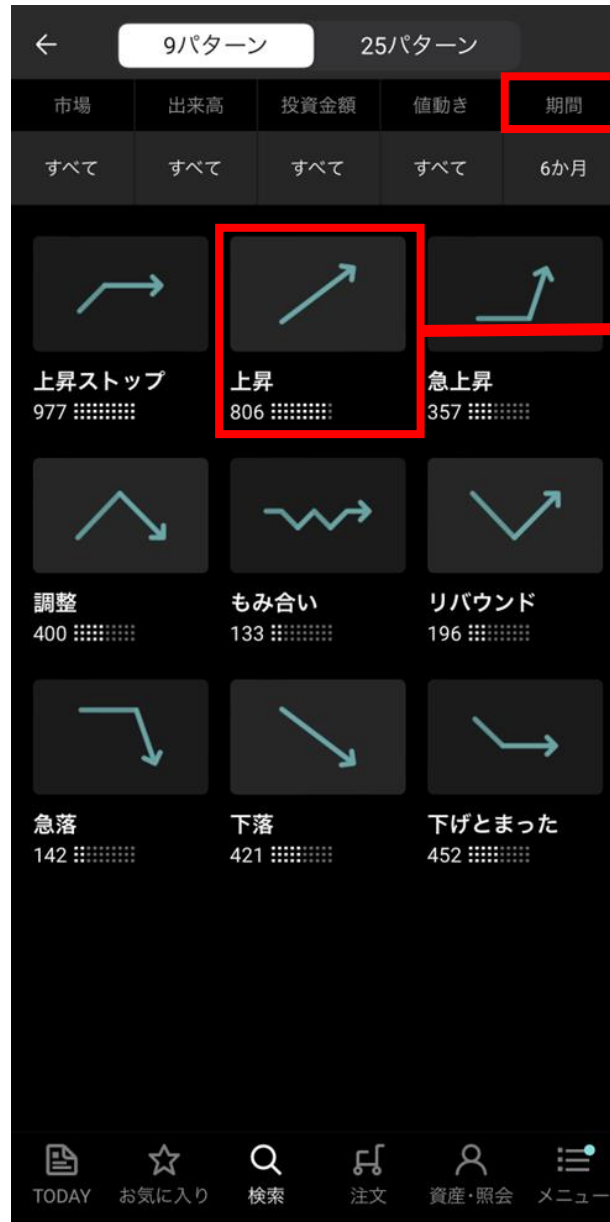 9パターン 25パターン
市場 出来高 投資金額 値動き 期間
すべて すべて すべて すべて 6か月
上昇ストップ 上昇 急上昇
977 806 357
調整 もみ合い リバウンド
400 133 196
急落 下落 下げとまった
142 421 452
TODAY お気に入り 検索 注文 資産・照会 メニュー